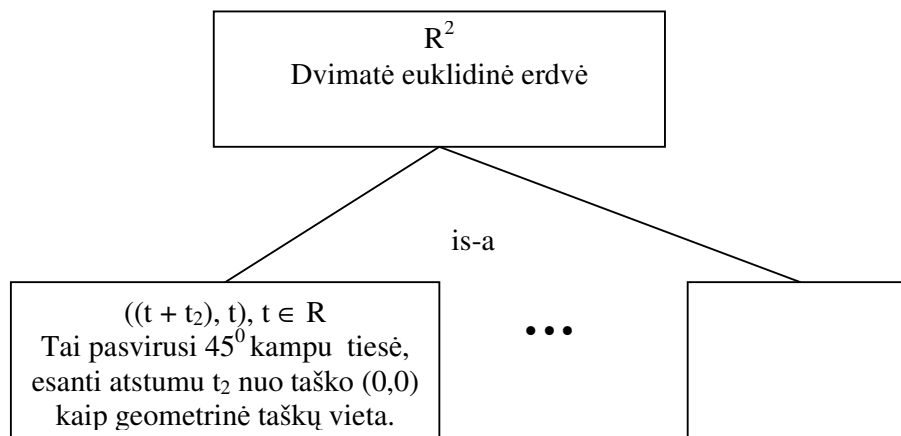 R²
Dvimatė euklidinė erdvė
is-a
((t + t₂), t), t ∈ R
Tai pasvirusi 45⁰ kampu tiesė,
esanti atstumu t₂ nuo taško (0,0)
kaip geometrinė taškų vieta.
•••